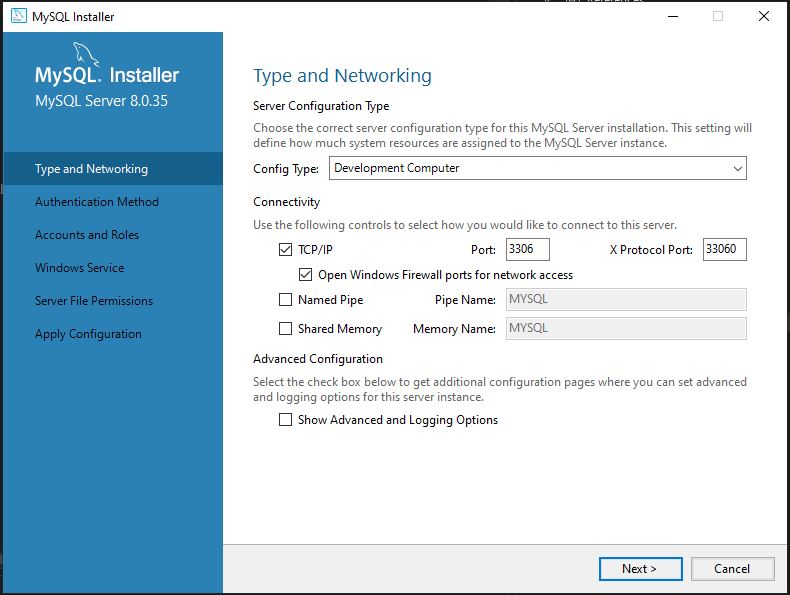 MySQL Installer
MySQL. Installer
MySQL Server 8.0.35
Type and Networking
Authentication Method
Accounts and Roles
Windows Service
Server File Permissions
Apply Configuration
Type and Networking
Server Configuration Type
Choose the correct server configuration type for this MySQL Server installation. This setting will
define how much system resources are assigned to the MySQL Server instance.
Config Type: Development Computer
Connectivity
Use the following controls to select how you would like to connect to this server.
TCP/IP Port: 3306 X Protocol Port: 33060
Open Windows Firewall ports for network access
Named Pipe Pipe Name: MYSQL
Shared Memory Memory Name: MYSQL
Advanced Configuration
Select the check box below to get additional configuration pages where you can set advanced
and logging options for this server instance.
Show Advanced and Logging Options
Next > Cancel